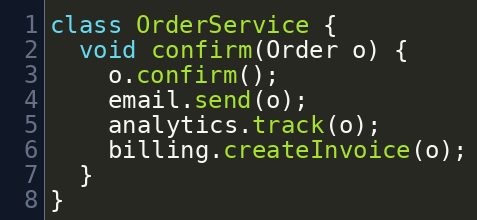 1 class OrderService {
2   void confirm(Order o) {
3     o.confirm();
4     email.send(o);
5     analytics.track(o);
6     billing.createInvoice(o);
7   }
8 }